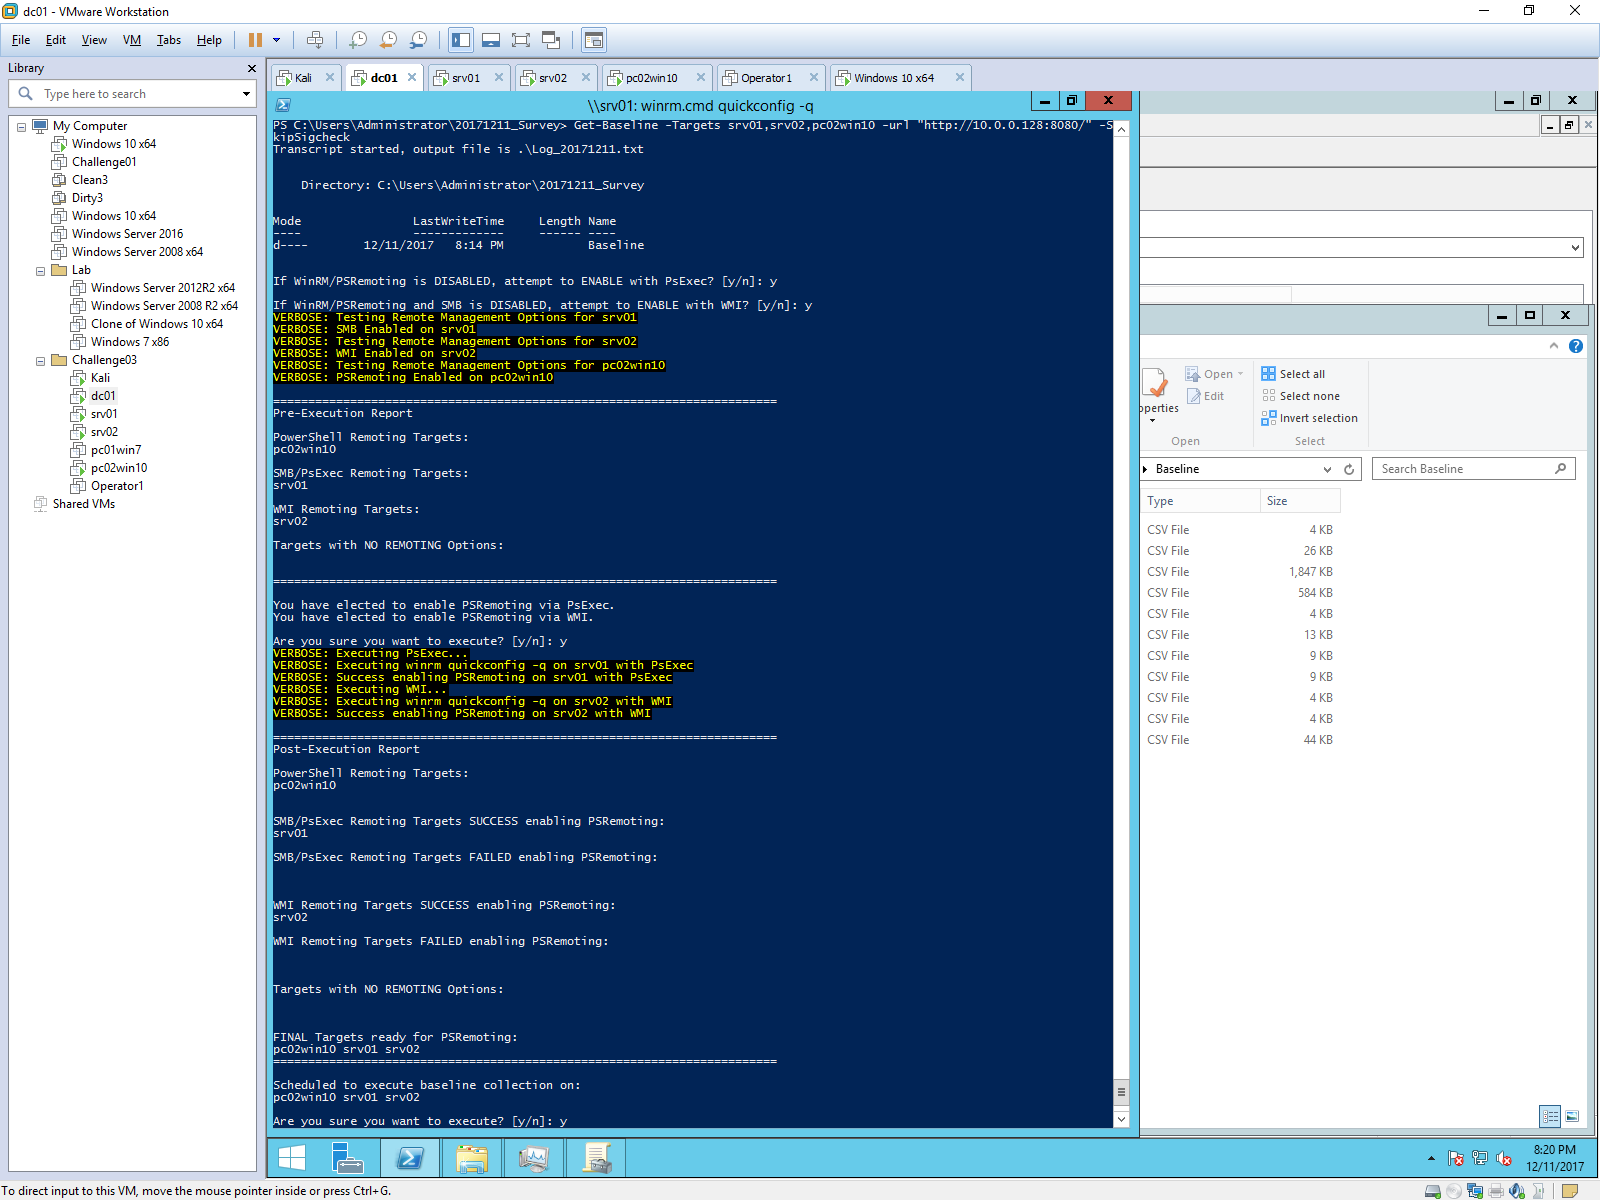 dc01 - VMware Workstation
File Edit View VM Tabs Help
Library
Type here to search
My Computer
Windows 10 x64
Challenge01
Clean3
Dirty3
Windows 10 x64
Windows Server 2016
Windows Server 2008 x64
Lab
Windows Server 2012R2 x64
Windows Server 2008 R2 x64
Clone of Windows 10 x64
Windows 7 x86
Challenge03
Kali
dc01
srv01
srv02
pc01win7
pc02win10
Operator1
Shared VMs
Kali dc01 srv01 srv02 pc02win10 Operator1 Windows 10 x64
\\srv01: winrm.cmd quickconfig -q
PS C:\Users\Administrator\20171211_Survey> Get-Baseline -Targets srv01,srv02,pc02win10 -url "http://10.0.0.128:8080/" -S
kipSigcheck
Transcript started, output file is .\Log_20171211.txt
Directory: C:\Users\Administrator\20171211_Survey
Mode LastWriteTime Length Name
---- ------------- ------ ----
d---- 12/11/2017 8:14 PM Baseline
If WinRM/PSRemoting is DISABLED, attempt to ENABLE with PsExec? [y/n]: y
If WinRM/PSRemoting and SMB is DISABLED, attempt to ENABLE with WMI? [y/n]: y
VERBOSE: Testing Remote Management Options for srv01
VERBOSE: SMB Enabled on srv01
VERBOSE: Testing Remote Management Options for srv02
VERBOSE: WMI Enabled on srv02
VERBOSE: Testing Remote Management Options for pc02win10
VERBOSE: PSRemoting Enabled on pc02win10
========================================================================
Pre-Execution Report
PowerShell Remoting Targets:
pc02win10
SMB/PsExec Remoting Targets:
srv01
WMI Remoting Targets:
srv02
Targets with NO REMOTING Options:
========================================================================
You have elected to enable PSRemoting via PsExec.
You have elected to enable PSRemoting via WMI.
Are you sure you want to execute? [y/n]: y
VERBOSE: Executing PsExec...
VERBOSE: Executing winrm quickconfig -q on srv01 with PsExec
VERBOSE: Success enabling PSRemoting on srv01 with PsExec
VERBOSE: Executing WMI...
VERBOSE: Executing winrm quickconfig -q on srv02 with WMI
VERBOSE: Success enabling PSRemoting on srv02 with WMI
========================================================================
Post-Execution Report
PowerShell Remoting Targets:
pc02win10
SMB/PsExec Remoting Targets SUCCESS enabling PSRemoting:
srv01
SMB/PsExec Remoting Targets FAILED enabling PSRemoting:
WMI Remoting Targets SUCCESS enabling PSRemoting:
srv02
WMI Remoting Targets FAILED enabling PSRemoting:
Targets with NO REMOTING Options:
FINAL Targets ready for PSRemoting:
pc02win10 srv01 srv02
========================================================================
Scheduled to execute baseline collection on:
pc02win10 srv01 srv02
Are you sure you want to execute? [y/n]: y
Open
Edit
operties
Open
Select all
Select none
Invert selection
Select
Baseline
Search Baseline
Type Size
CSV File 4 KB
CSV File 26 KB
CSV File 1,847 KB
CSV File 584 KB
CSV File 4 KB
CSV File 13 KB
CSV File 9 KB
CSV File 9 KB
CSV File 4 KB
CSV File 4 KB
CSV File 44 KB
8:20 PM
12/11/2017
To direct input to this VM, move the mouse pointer inside or press Ctrl+G.